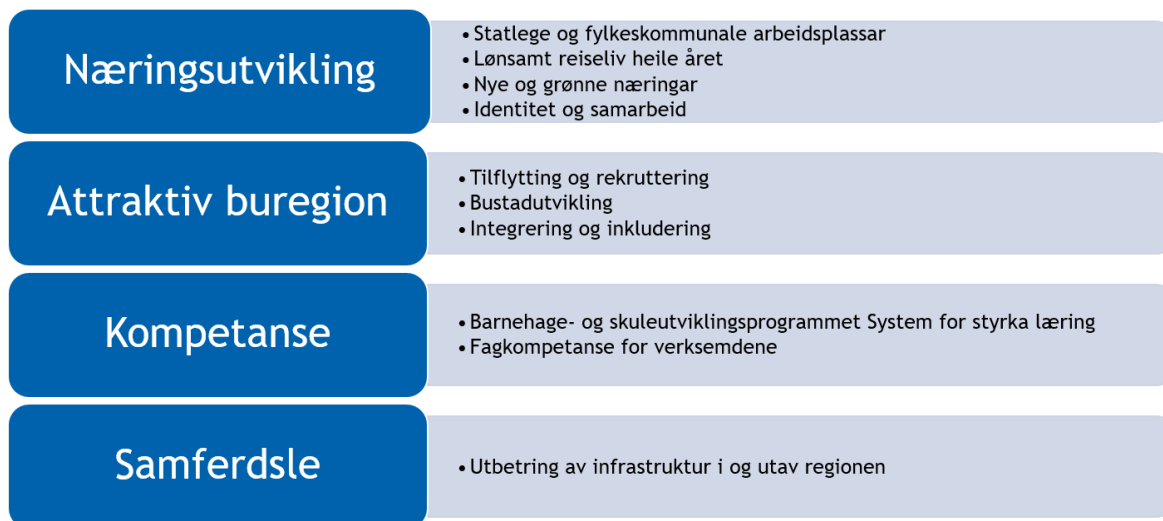 Næringsutvikling
• Statlege og fylkeskommunale arbeidsplassar
• Lønsamt reiseliv heile året
• Nye og grønne næringar
• Identitet og samarbeid
Attraktiv buregion
• Tilflytting og rekruttering
• Bustadutvikling
• Integrering og inkludering
Kompetanse
• Barnehage- og skuleutviklingsprogrammet System for styrka læring
• Fagkompetanse for verksemdene
Samferdsle
• Utbetring av infrastruktur i og utav regionen